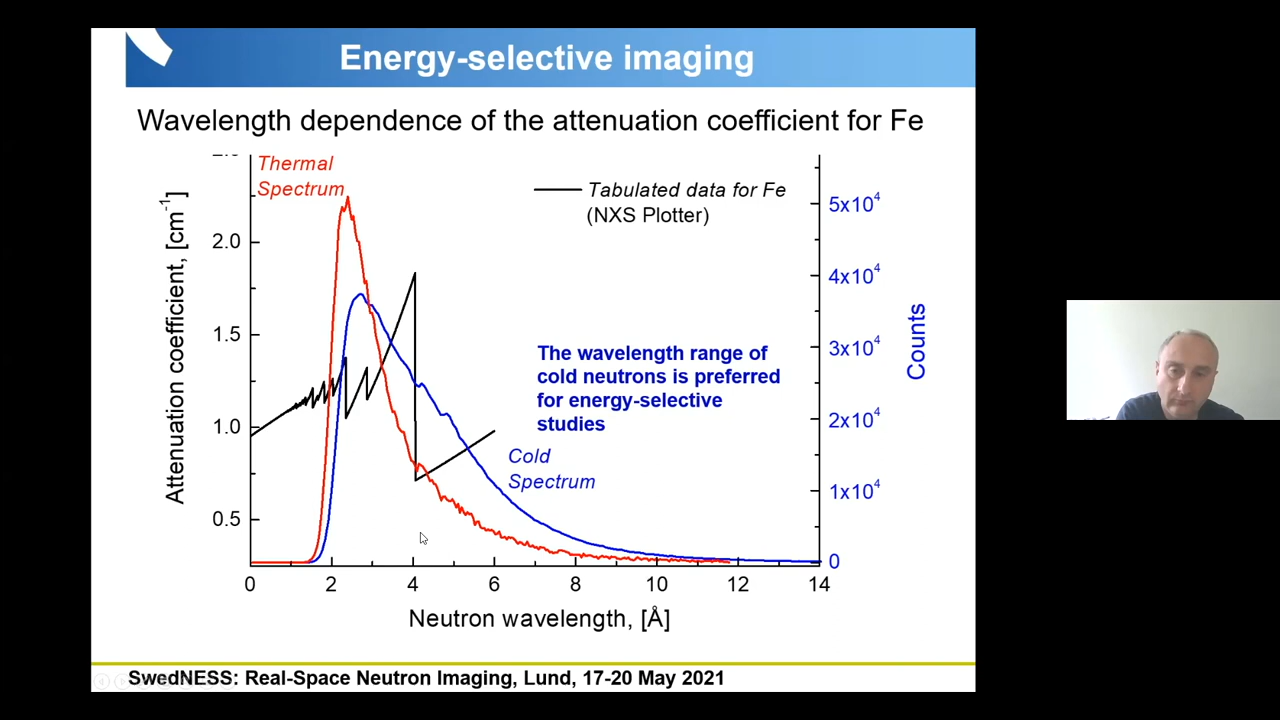 Energy-selective imaging
Wavelength dependence of the attenuation coefficient for Fe
Thermal
Spectrum
Tabulated data for Fe
(NXS Plotter)
Attenuation coefficient, [cm⁻¹]
2.0
1.5
1.0
0.5
5x10⁴
4x10⁴
3x10⁴
2x10⁴
1x10⁴
0
Counts
The wavelength range of
cold neutrons is preferred
for energy-selective
studies
Cold
Spectrum
0 2 4 6 8 10 12 14
Neutron wavelength, [Å]
SwedNESS: Real-Space Neutron Imaging, Lund, 17-20 May 2021